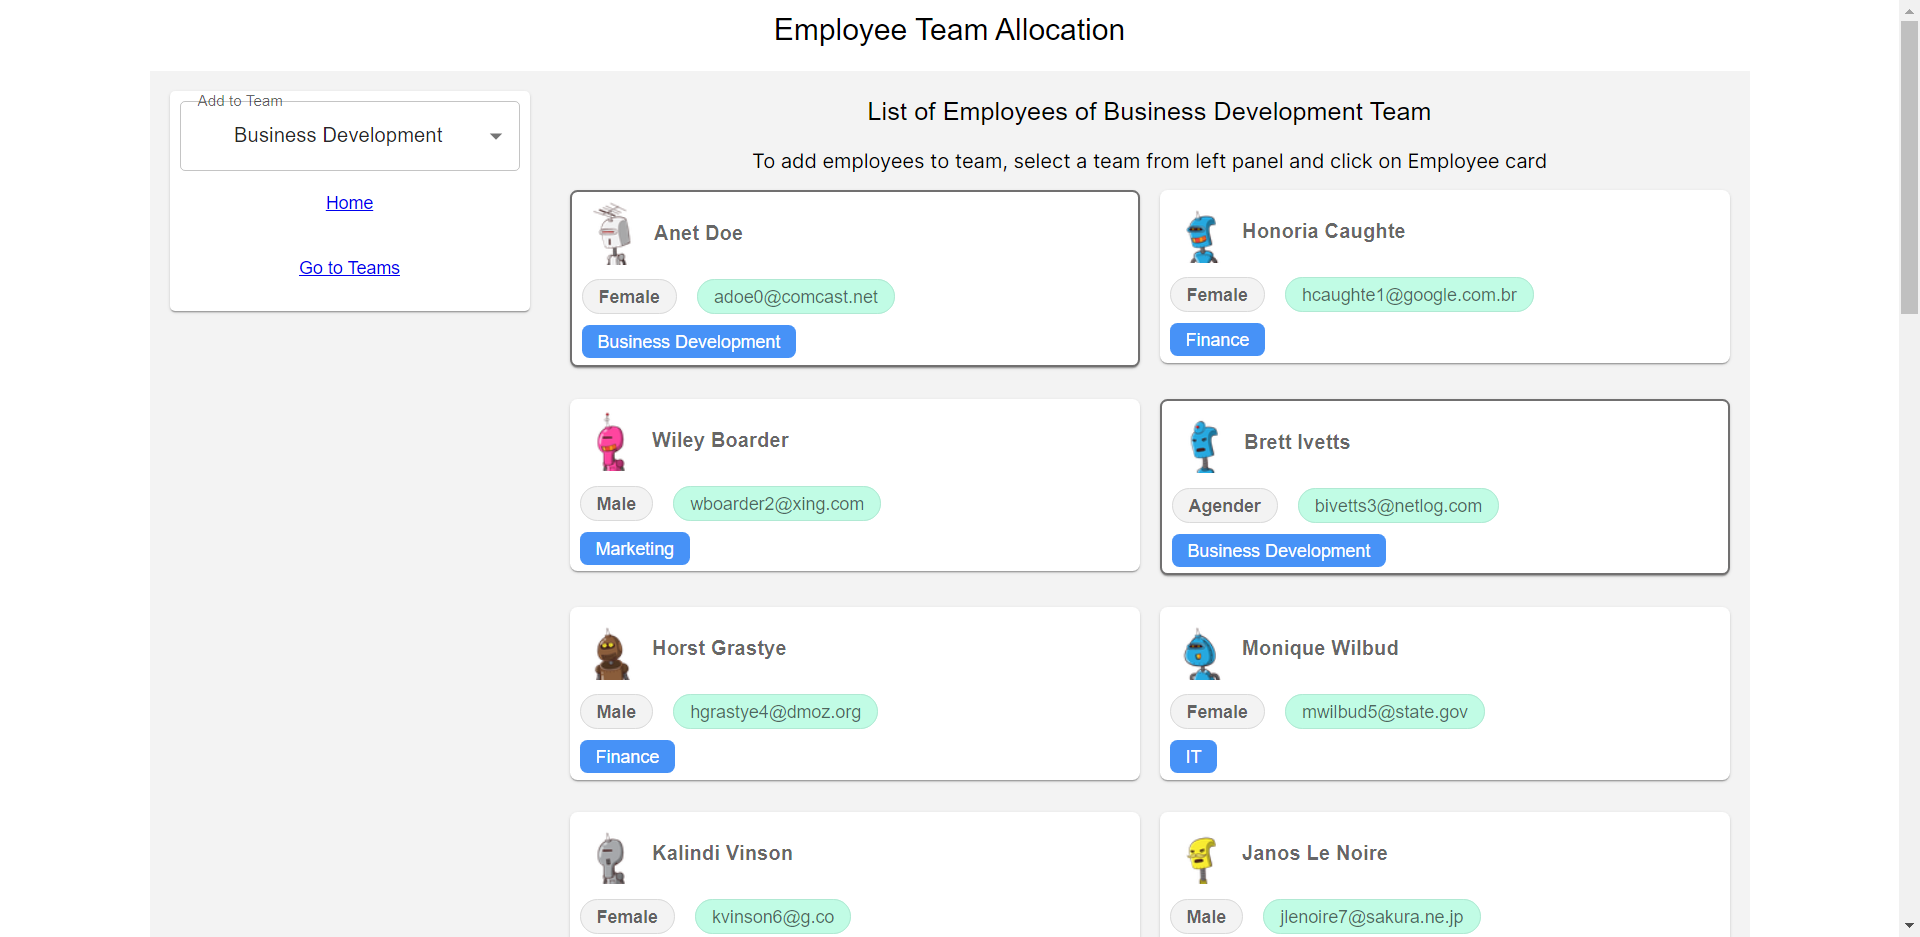 Employee Team Allocation
Add to Team
Business Development
Home
Go to Teams
List of Employees of Business Development Team
To add employees to team, select a team from left panel and click on Employee card
Anet Doe
Female adoe0@comcast.net
Business Development
Honoria Caughte
Female hcaughte1@google.com.br
Finance
Wiley Boarder
Male wboarder2@xing.com
Marketing
Brett Ivetts
Agender bivetts3@netlog.com
Business Development
Horst Grastye
Male hgrastye4@dmoz.org
Finance
Monique Wilbud
Female mwilbud5@state.gov
IT
Kalindi Vinson
Female kvinson6@g.co
Janos Le Noire
Male jlenoire7@sakura.ne.jp